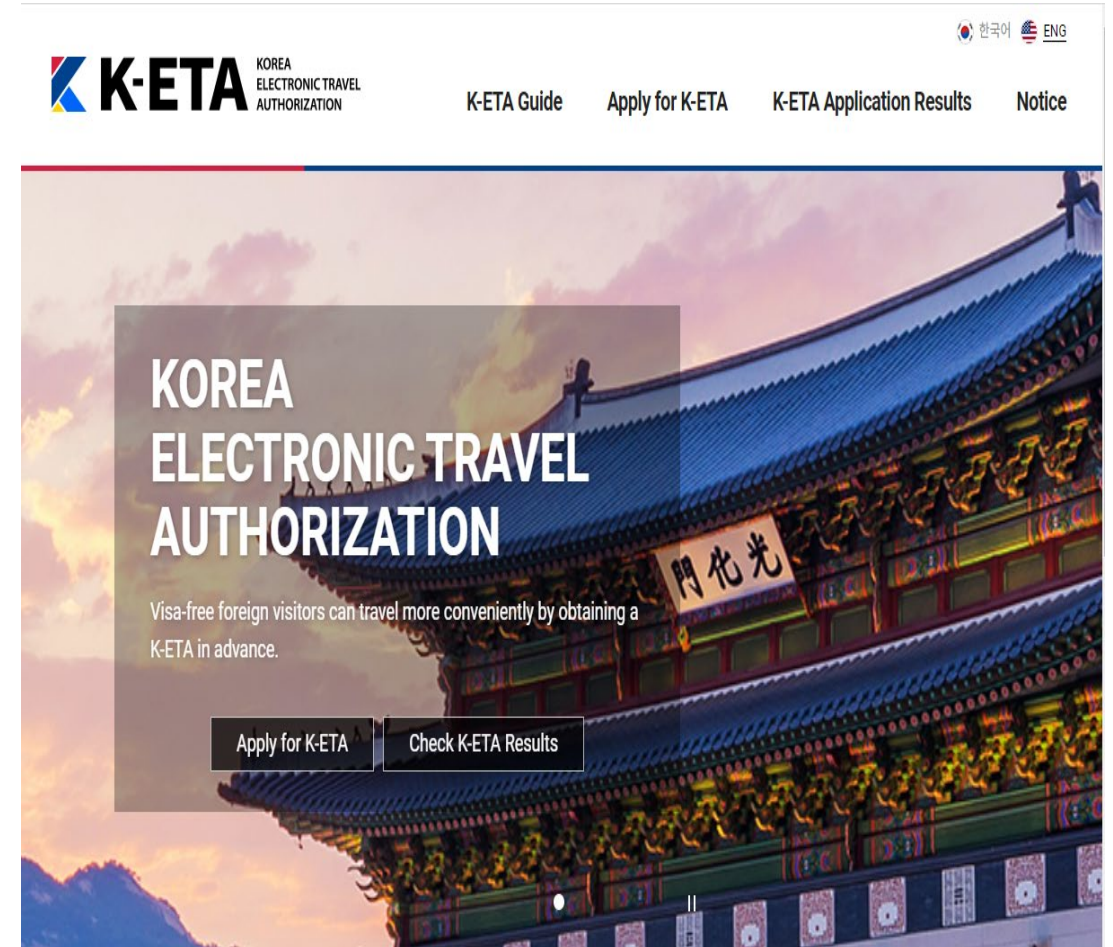 한국어 ENG
K-ETA
KOREA
ELECTRONIC TRAVEL
AUTHORIZATION
K-ETA Guide Apply for K-ETA K-ETA Application Results Notice
KOREA
ELECTRONIC TRAVEL
AUTHORIZATION
Visa-free foreign visitors can travel more conveniently by obtaining a
K-ETA in advance.
Apply for K-ETA Check K-ETA Results
門化光